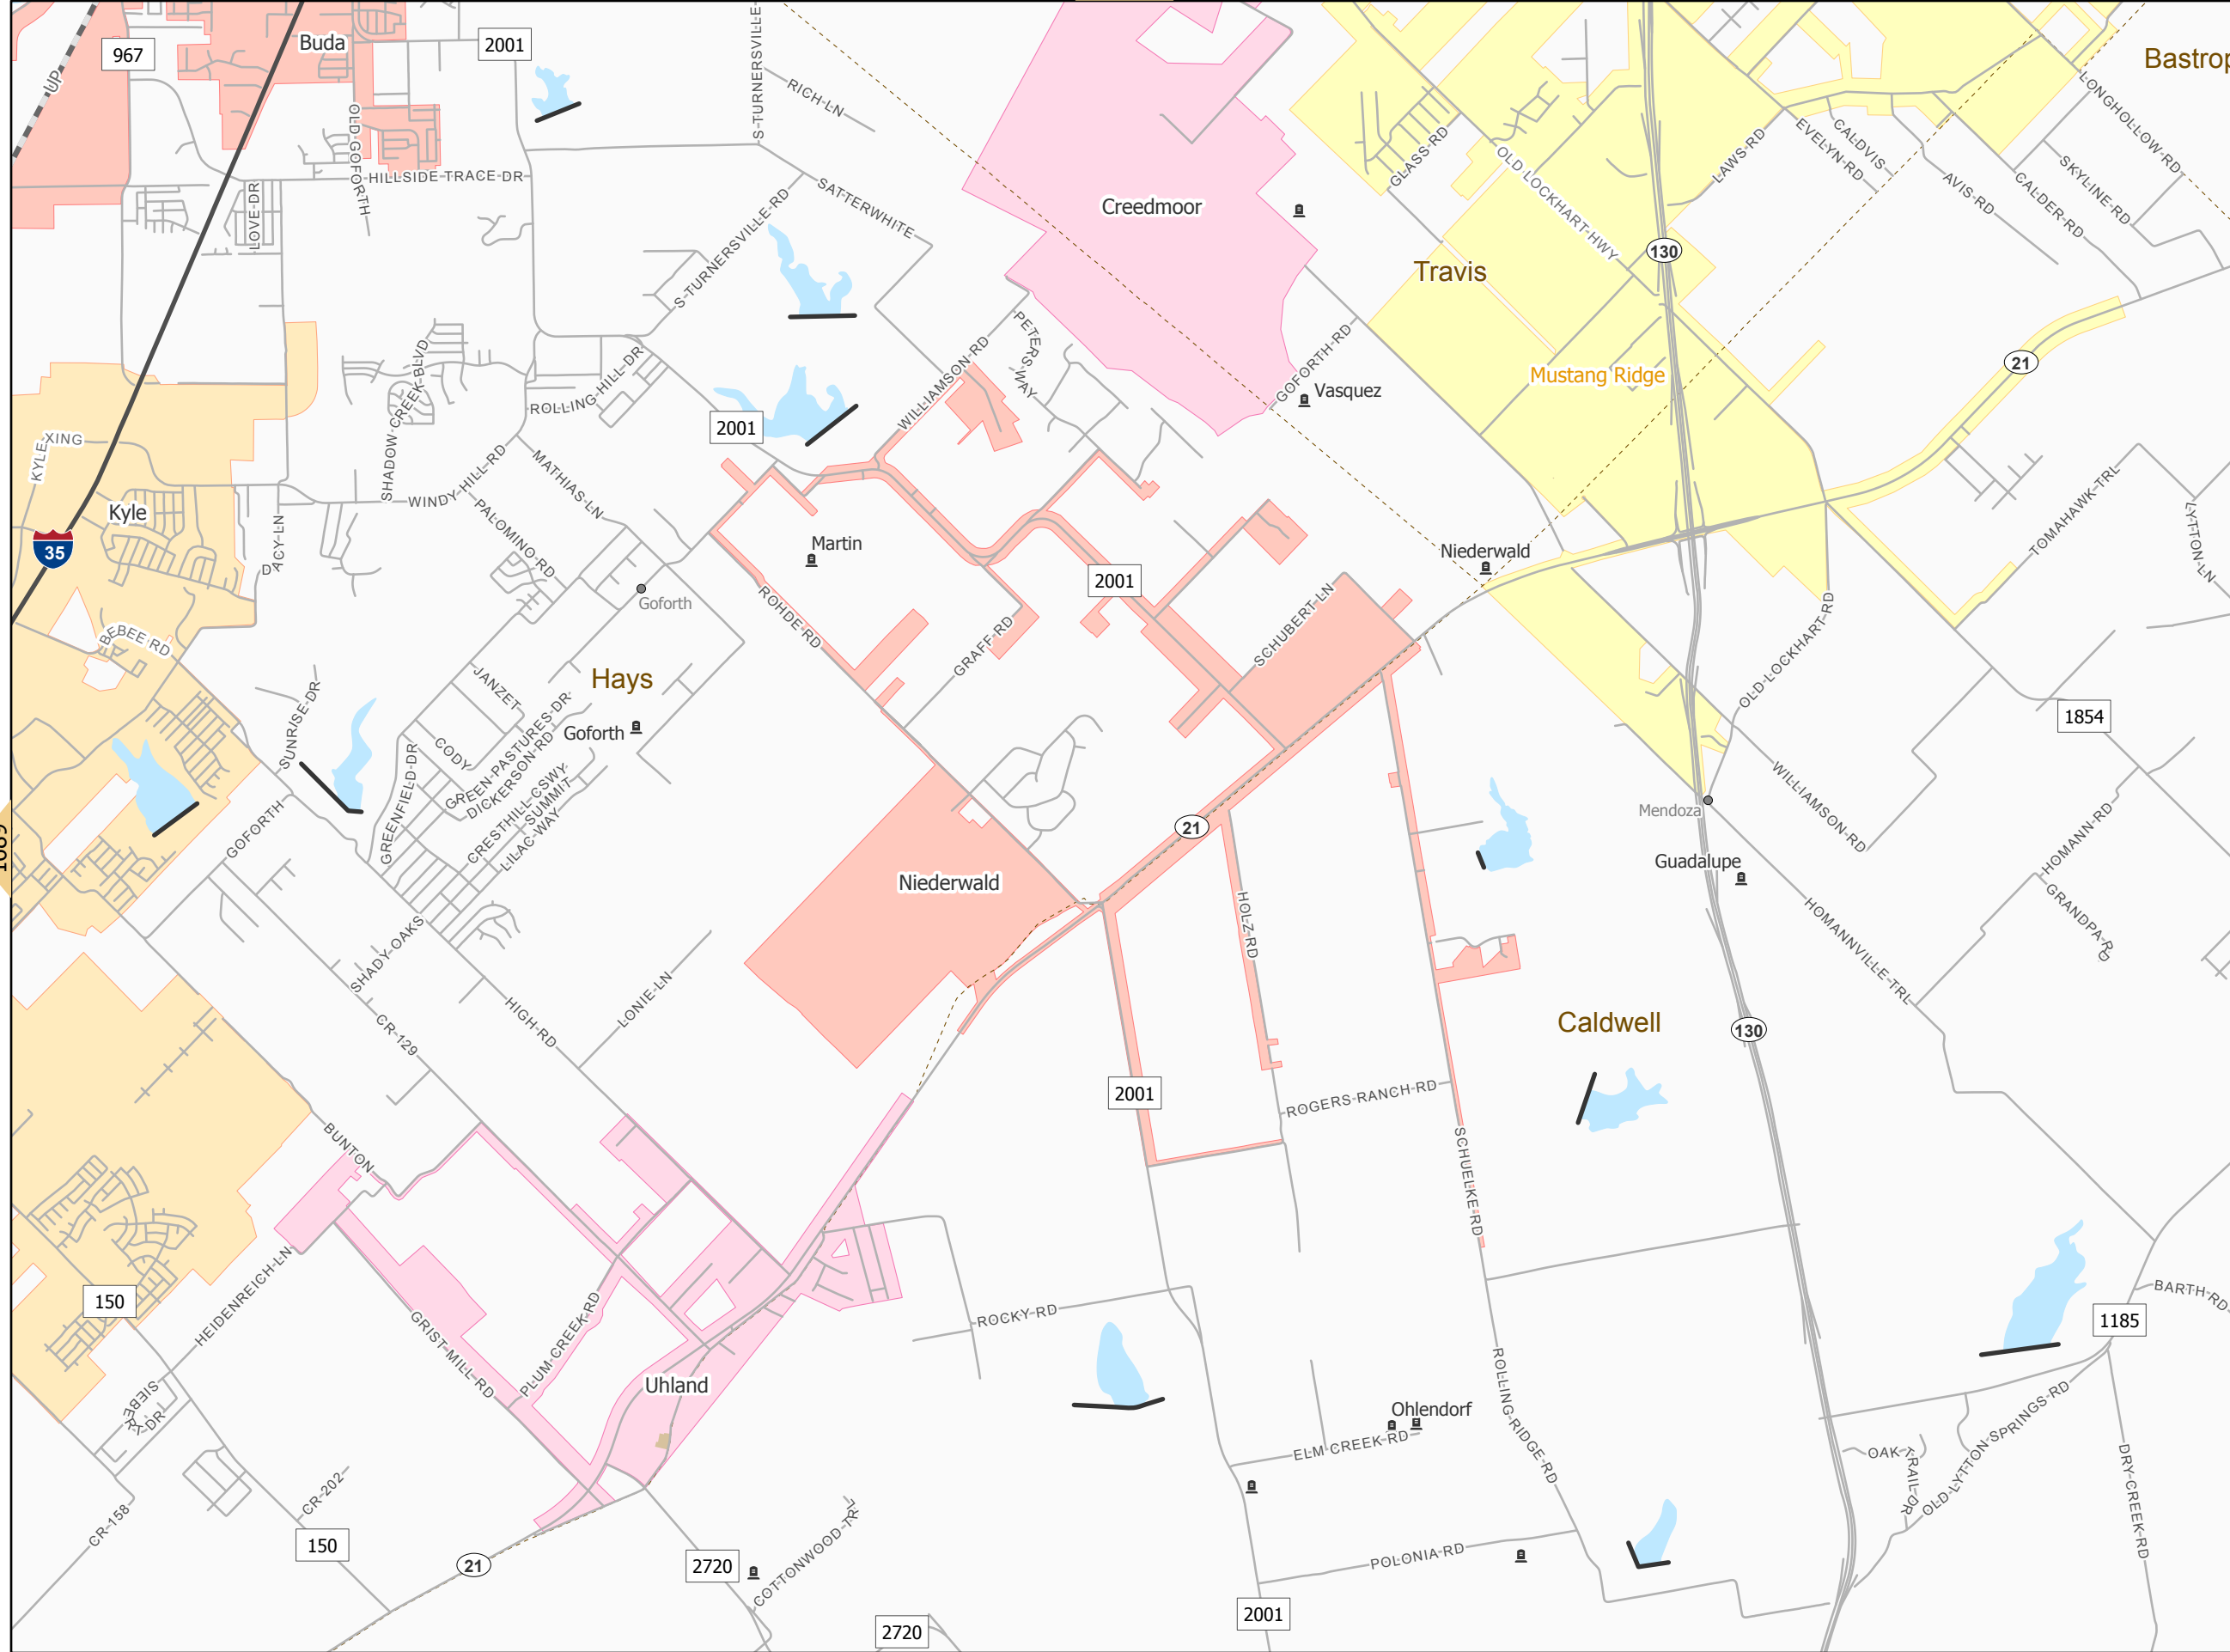 967
Buda
2001
UP
S-TURNERSVILLE
RICH-LN
Bastrop
LONGHOLLOW-RD
OLD-GOFORTH
HILLSIDE TRACE-DR
LOVE-DR
SATTERWHITE
S-TURNERSVILLE-RD
Creedmoor
GLASS-RD
OLD-LOCKHART-HWY
LAWS-RD
EVELYN-RD
CALDVIS
AVIS-RD
CALDER-RD
SKYLINE-RD
130
Travis
21
Mustang Ridge
PETERS-WAY
GOFORTH-RD
Vasquez
WILLIAMSON-RD
SHADOW-CREEK-BLVD
ROLLING-HILL-DR
2001
KYLE
XING
Kyle
35
WINDY-HILL-RD
MATHIAS-LN
PALOMINO-RD
DACY-LN
Martin
Goforth
ROHDE-RD
2001
Niederwald
TOMAHAWK-TRL
LYTTON-LN
BEBEE-RD
GRAFF-RD
SCHUBERT-LN
OLD-LOCKHART-RD
1854
Hays
Goforth
SUNRISE-DR
JANZET
CODY
GREEN-PASTURES-DR
DICKERSON-RD
GREENFIELD-DR
CRESTHILL-CSWY
SUMMIT
LILAC-WAY
GOFORTH
21
Mendoza
WILLIAMSON-RD
Guadalupe
HOMANN-RD
GRANDPA-RD
HOMANNVILLE-TRL
Niederwald
HOLZ-RD
SHADY-OAKS
HIGH-RD
LONIE-LN
CR-129
Caldwell
130
2001
ROGERS-RANCH-RD
SCHUELKE-RD
BUNTON
150
HEIDENREICH-LN
GRIST-MILL-RD
PLUM-CREEK-RD
Uhland
ROCKY-RD
BARTH-RD
1185
SIEBE
DR
Ohlendorf
ELM CREEK-RD
ROLLING-RIDGE-RD
OAK
TRAIL-DR
OLD-LYTTON-SPRINGS-RD
DRY-CREEK-RD
CR-202
CR-158
150
21
2720
COTTONWOOD-TRL
POLONIA-RD
2001
2720